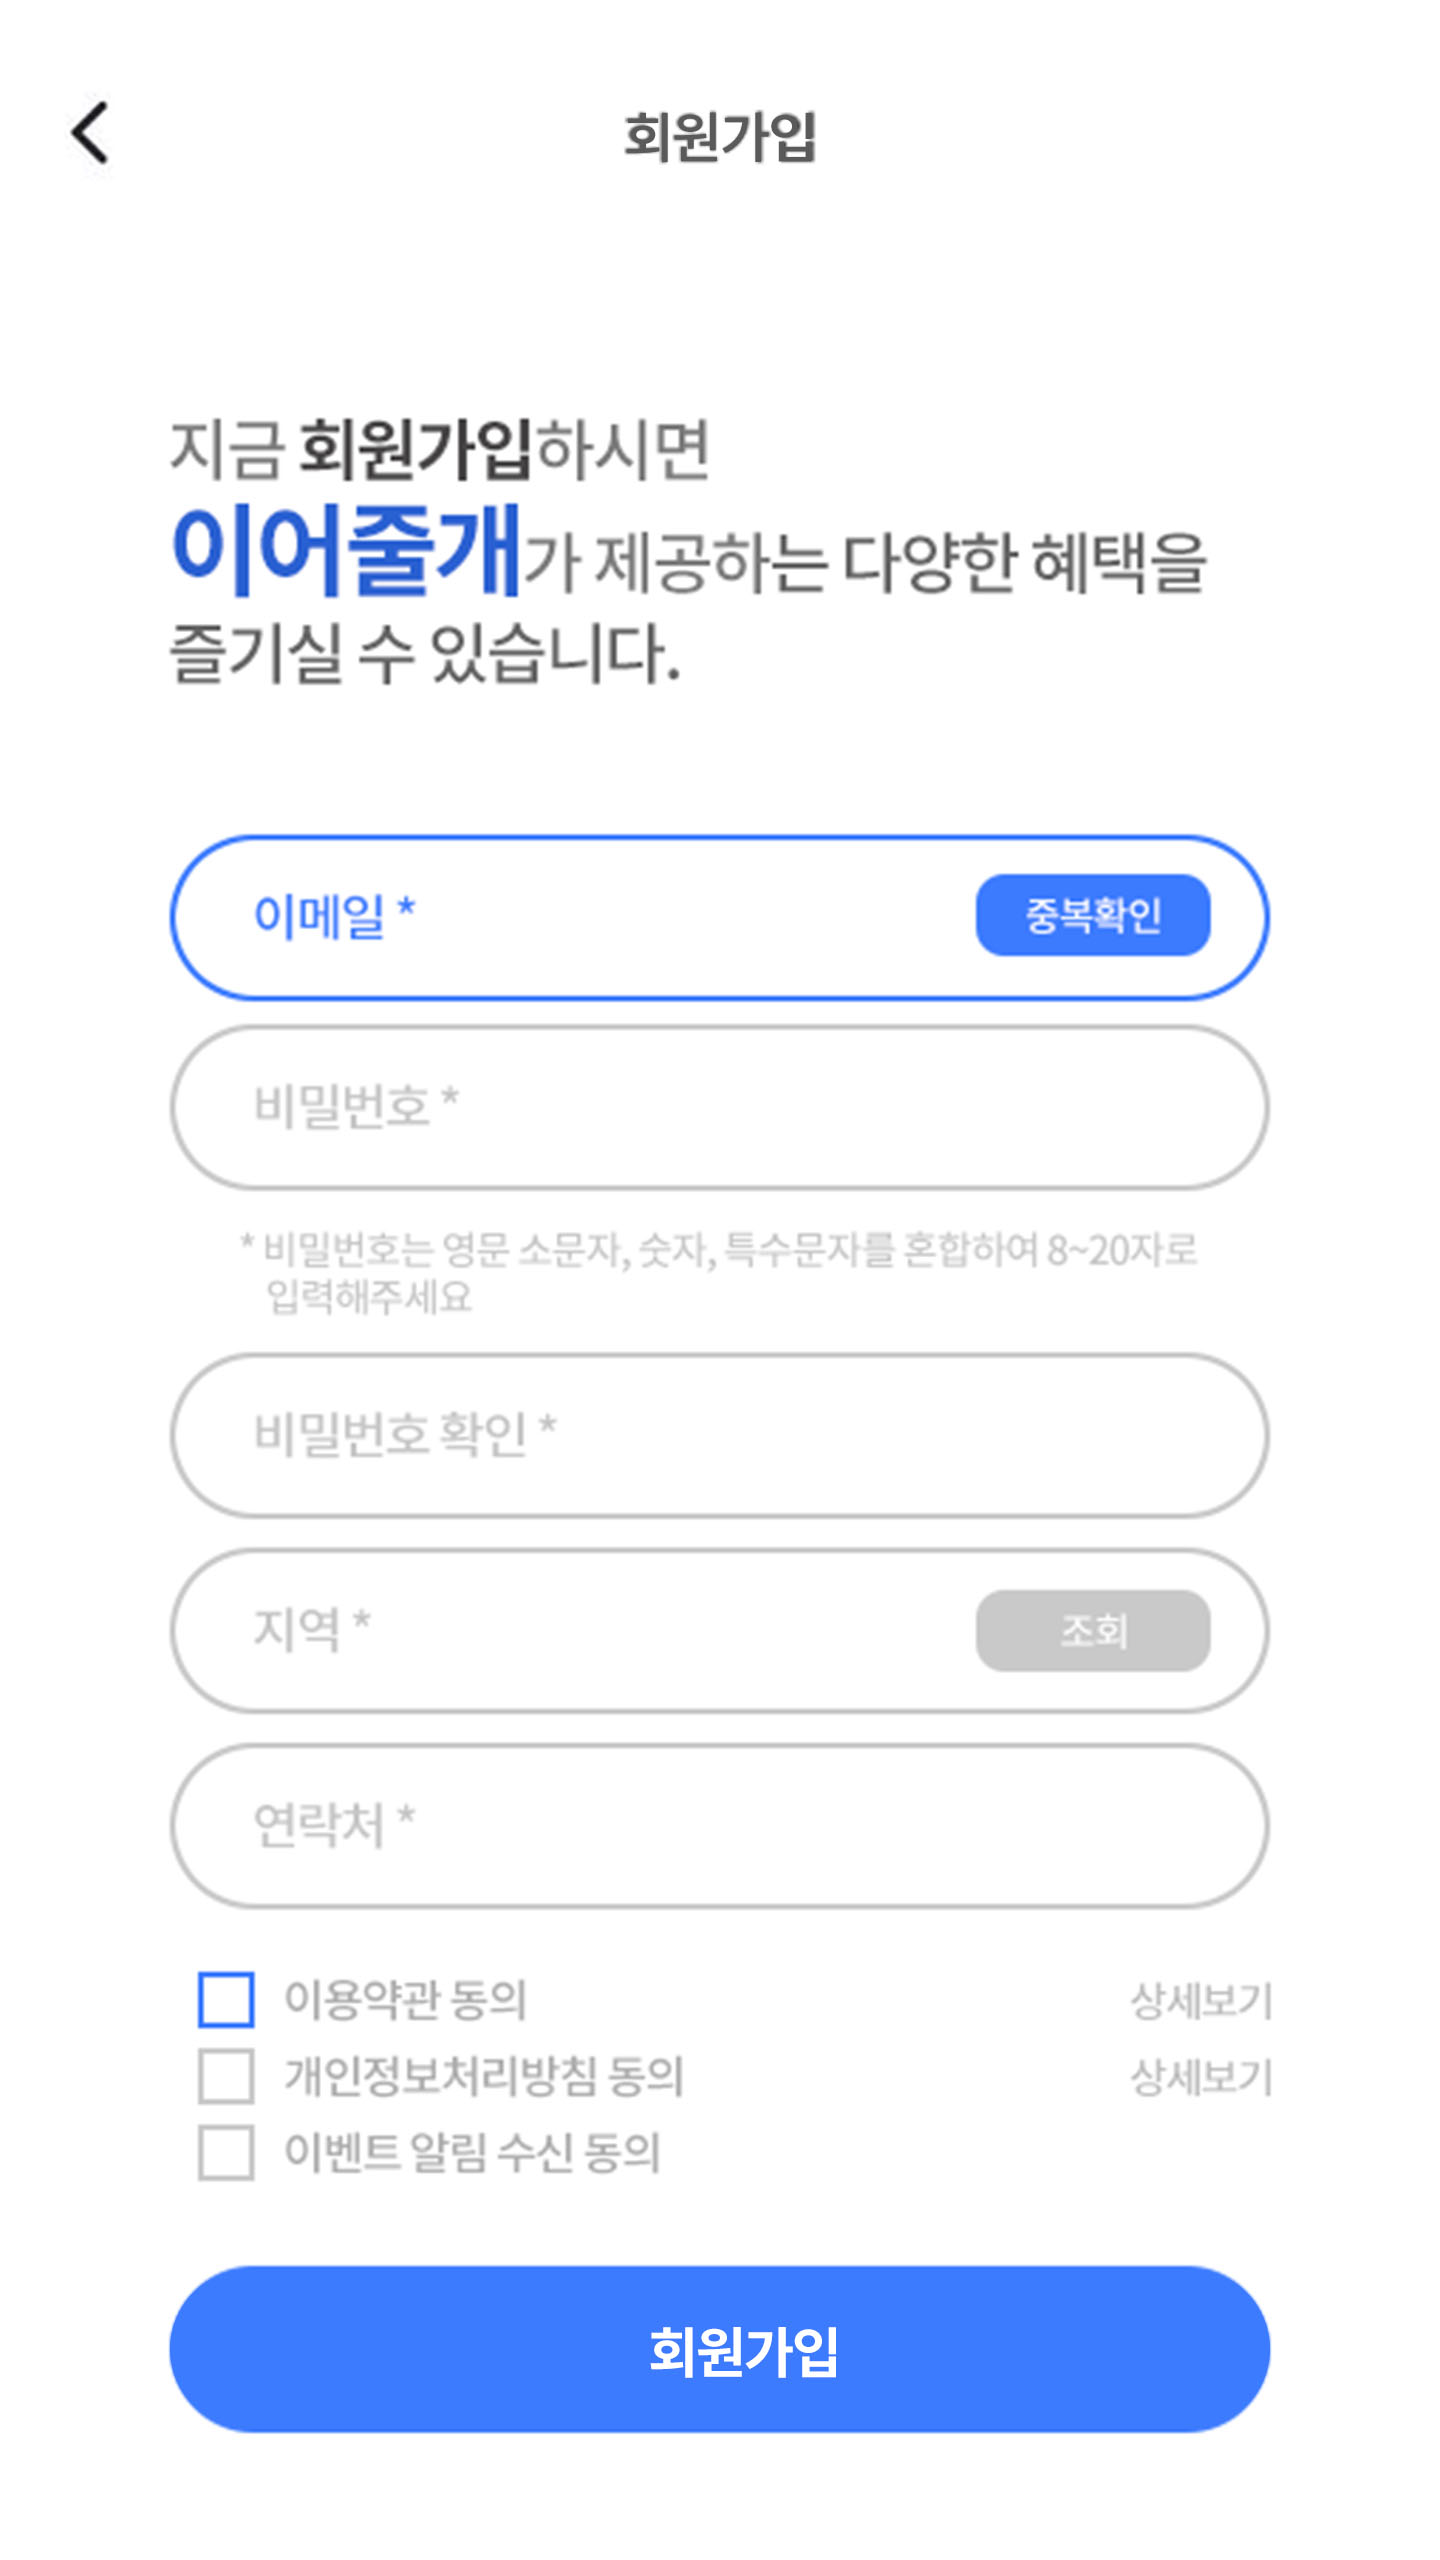 회원가입
지금 회원가입하시면
이어줄개가 제공하는 다양한 혜택을
즐기실 수 있습니다.
이메일 * 중복확인
비밀번호 *
* 비밀번호는 영문 소문자, 숫자, 특수문자를 혼합하여 8~20자로
입력해주세요
비밀번호 확인 *
지역 * 조회
연락처 *
이용약관 동의 상세보기
개인정보처리방침 동의 상세보기
이벤트 알림 수신 동의
회원가입